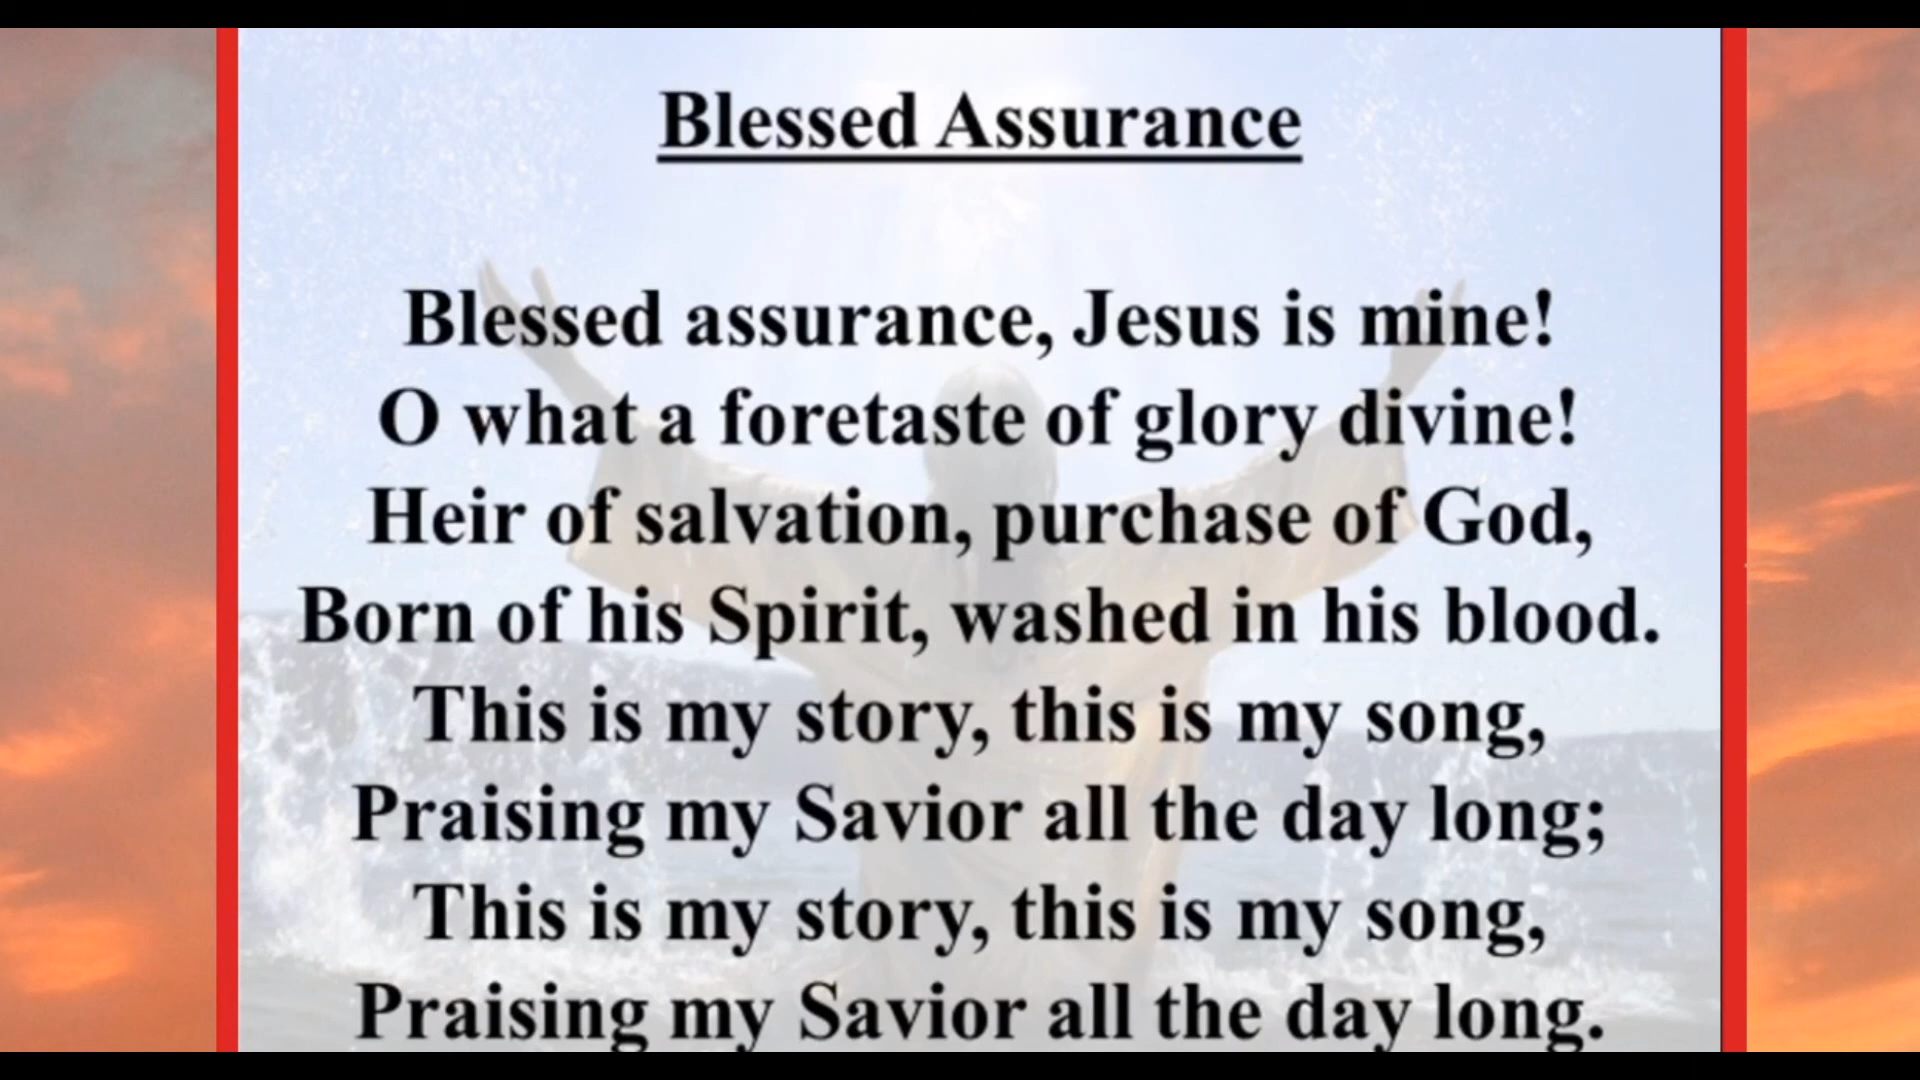 Blessed Assurance
Blessed assurance, Jesus is mine!
O what a foretaste of glory divine!
Heir of salvation, purchase of God,
Born of his Spirit, washed in his blood.
This is my story, this is my song,
Praising my Savior all the day long;
This is my story, this is my song,
Praising my Savior all the day long.